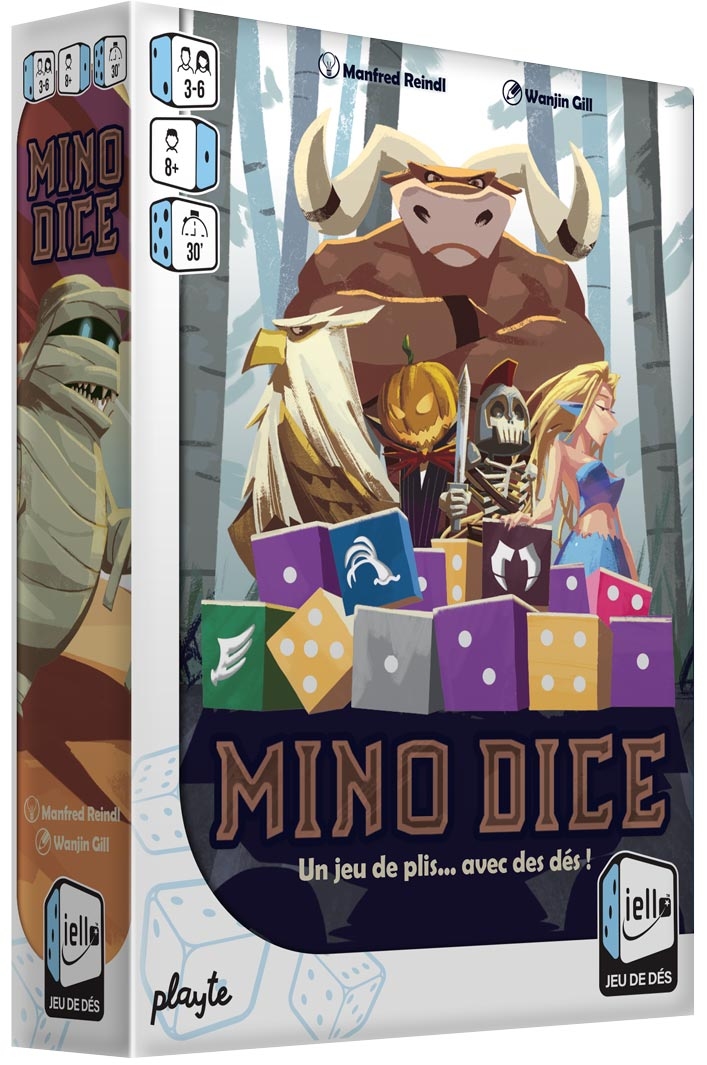 3-6
8+
30'
MINO
DICE
Manfred Reindl
Wanjin Gill
iello
JEU DE DÉS
3-6
8+
30'
Manfred Reindl
Wanjin Gill
MINO DICE
Un jeu de plis... avec des dés !
playte
iello
JEU DE DÉS